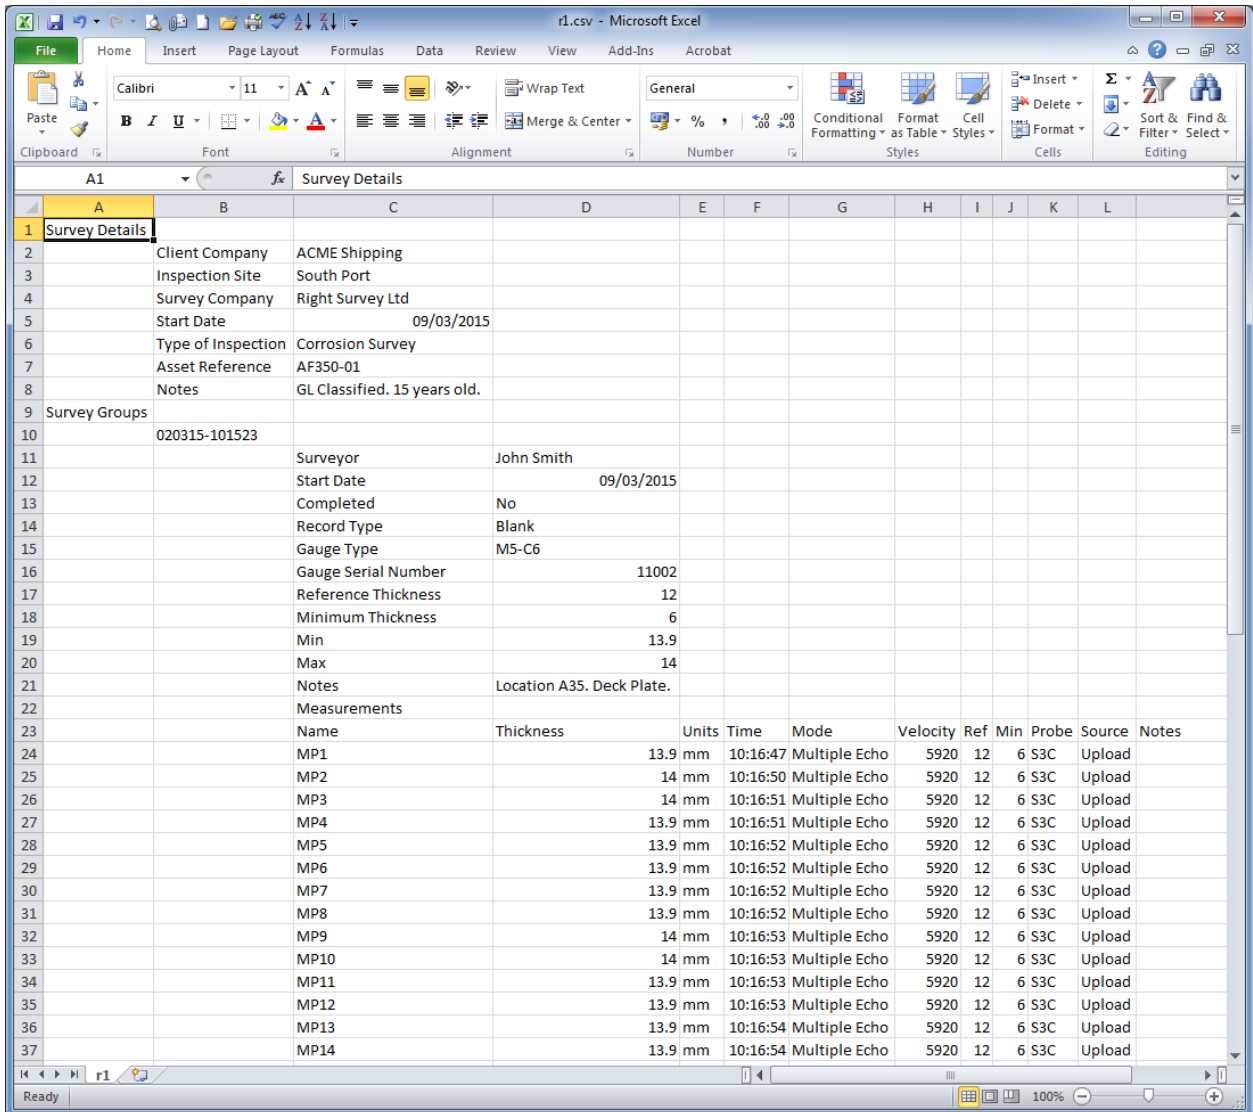 r1.csv - Microsoft Excel
File Home Insert Page Layout Formulas Data Review View Add-Ins Acrobat
Paste
Clipboard
Calibri 11
B I U A
Font
Wrap Text
Merge & Center
Alignment
General
% , .0 .00 .00 .0
Number
Conditional Formatting
Format as Table
Cell Styles
Styles
Insert
Delete
Format
Cells
Σ
Sort & Filter
Find & Select
Editing
A1 fx Survey Details
A B C D E F G H I J K L
1 Survey Details
2 Client Company ACME Shipping
3 Inspection Site South Port
4 Survey Company Right Survey Ltd
5 Start Date 09/03/2015
6 Type of Inspection Corrosion Survey
7 Asset Reference AF350-01
8 Notes GL Classified. 15 years old.
9 Survey Groups
10 020315-101523
11 Surveyor John Smith
12 Start Date 09/03/2015
13 Completed No
14 Record Type Blank
15 Gauge Type M5-C6
16 Gauge Serial Number 11002
17 Reference Thickness 12
18 Minimum Thickness 6
19 Min 13.9
20 Max 14
21 Notes Location A35. Deck Plate.
22 Measurements
23 Name Thickness Units Time Mode Velocity Ref Min Probe Source Notes
24 MP1 13.9 mm 10:16:47 Multiple Echo 5920 12 6 S3C Upload
25 MP2 14 mm 10:16:50 Multiple Echo 5920 12 6 S3C Upload
26 MP3 14 mm 10:16:51 Multiple Echo 5920 12 6 S3C Upload
27 MP4 13.9 mm 10:16:51 Multiple Echo 5920 12 6 S3C Upload
28 MP5 13.9 mm 10:16:52 Multiple Echo 5920 12 6 S3C Upload
29 MP6 13.9 mm 10:16:52 Multiple Echo 5920 12 6 S3C Upload
30 MP7 13.9 mm 10:16:52 Multiple Echo 5920 12 6 S3C Upload
31 MP8 13.9 mm 10:16:52 Multiple Echo 5920 12 6 S3C Upload
32 MP9 14 mm 10:16:53 Multiple Echo 5920 12 6 S3C Upload
33 MP10 14 mm 10:16:53 Multiple Echo 5920 12 6 S3C Upload
34 MP11 13.9 mm 10:16:53 Multiple Echo 5920 12 6 S3C Upload
35 MP12 13.9 mm 10:16:53 Multiple Echo 5920 12 6 S3C Upload
36 MP13 13.9 mm 10:16:54 Multiple Echo 5920 12 6 S3C Upload
37 MP14 13.9 mm 10:16:54 Multiple Echo 5920 12 6 S3C Upload
r1
Ready 100%